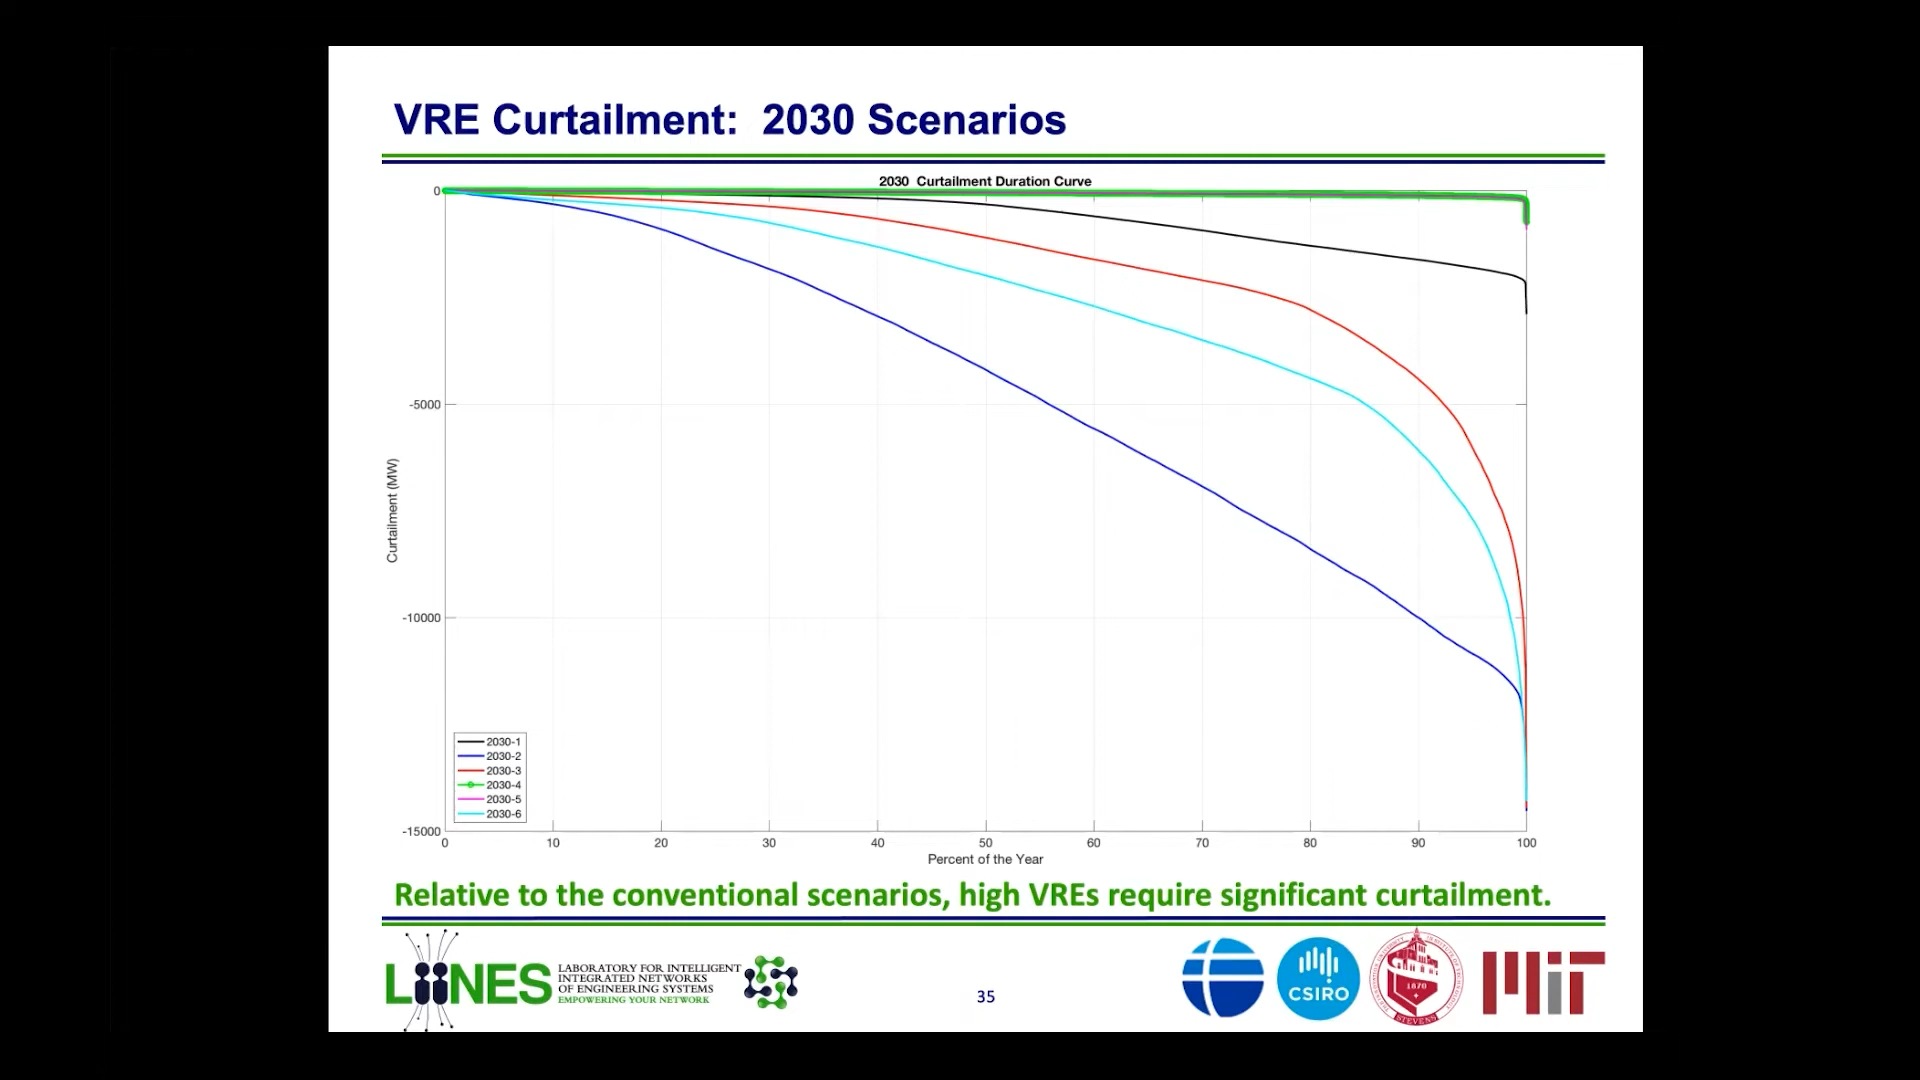 VRE Curtailment: 2030 Scenarios
2030 Curtailment Duration Curve
0
-5000
-10000
-15000
Curtailment (MW)
2030-1
2030-2
2030-3
2030-4
2030-5
2030-6
0 10 20 30 40 50 60 70 80 90 100
Percent of the Year
Relative to the conventional scenarios, high VREs require significant curtailment.
LIINES
LABORATORY FOR INTELLIGENT
INTEGRATED NETWORKS
OF ENGINEERING SYSTEMS
EMPOWERING YOUR NETWORK
35
CSIRO
1870
STEVENS
MIT